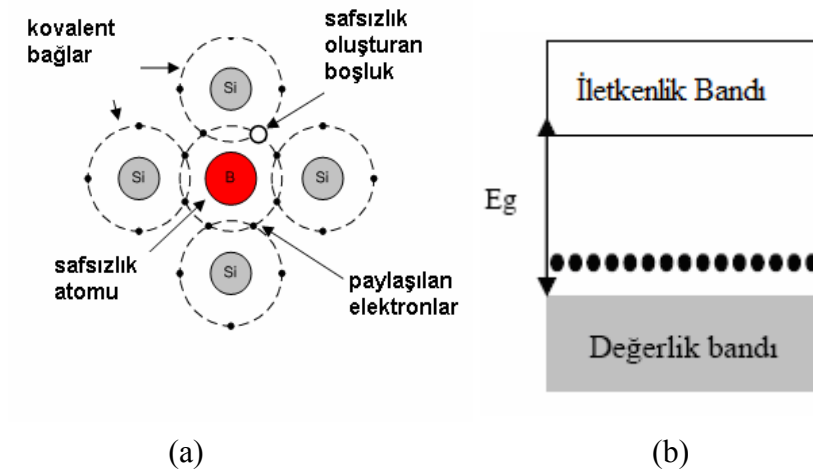 kovalent
bağlar
safsızlık
oluşturan
boşluk
Si
Si
B
Si
Si
safsızlık
atomu
paylaşılan
elektronlar
(a)
İletkenlik Bandı
Eg
Değerlik bandı
(b)